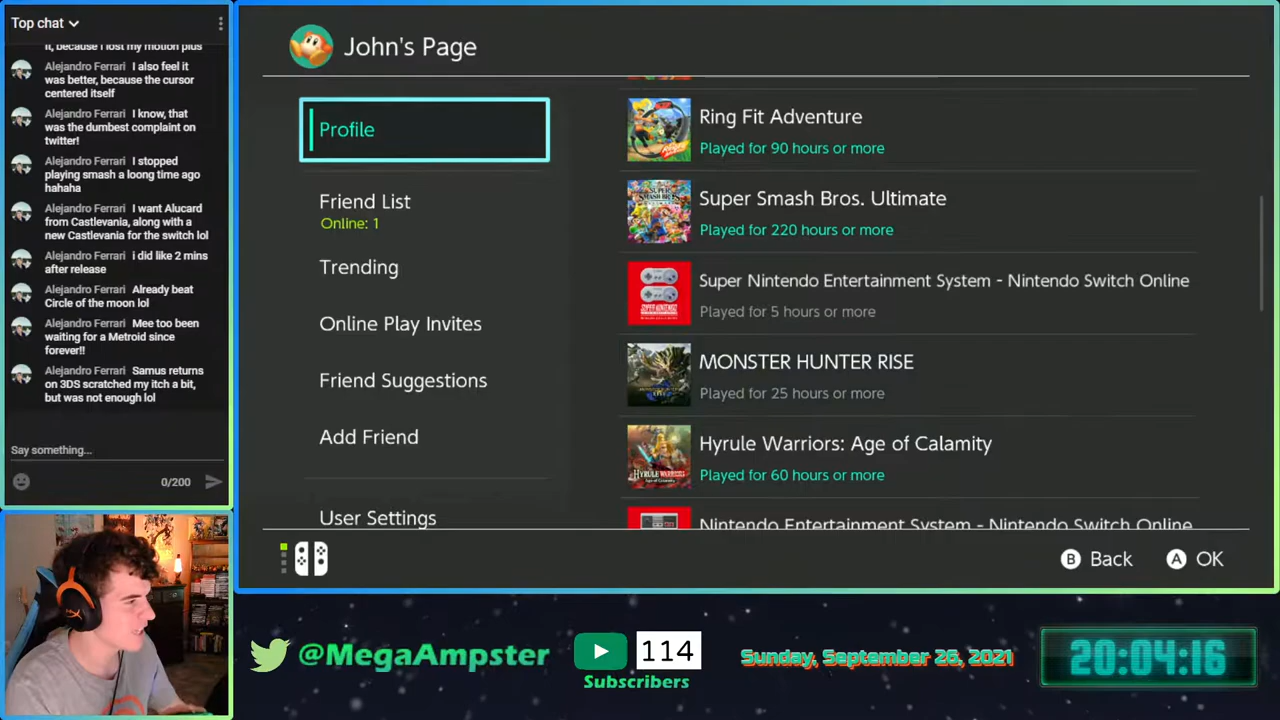 Top chat
it, because I lost my motion plus
Alejandro Ferrari I also feel it
was better, because the cursor
centered itself
Alejandro Ferrari I know, that
was the dumbest complaint on
twitter!
Alejandro Ferrari I stopped
playing smash a loong time ago
hahaha
Alejandro Ferrari I want Alucard
from Castlevania, along with a
new Castlevania for the switch lol
Alejandro Ferrari i did like 2 mins
after release
Alejandro Ferrari Already beat
Circle of the moon lol
Alejandro Ferrari Mee too been
waiting for a Metroid since
forever!!
Alejandro Ferrari Samus returns
on 3DS scratched my itch a bit,
but was not enough lol
Say something...
0/200
John's Page
Profile
Friend List
Online: 1
Trending
Online Play Invites
Friend Suggestions
Add Friend
User Settings
Ring Fit Adventure
Played for 90 hours or more
Super Smash Bros. Ultimate
Played for 220 hours or more
Super Nintendo Entertainment System - Nintendo Switch Online
Played for 5 hours or more
MONSTER HUNTER RISE
Played for 25 hours or more
Hyrule Warriors: Age of Calamity
Played for 60 hours or more
Nintendo Entertainment System - Nintendo Switch Online
B Back
A OK
@MegaAmpster
114
Subscribers
Sunday, September 26, 2021
20:04:16